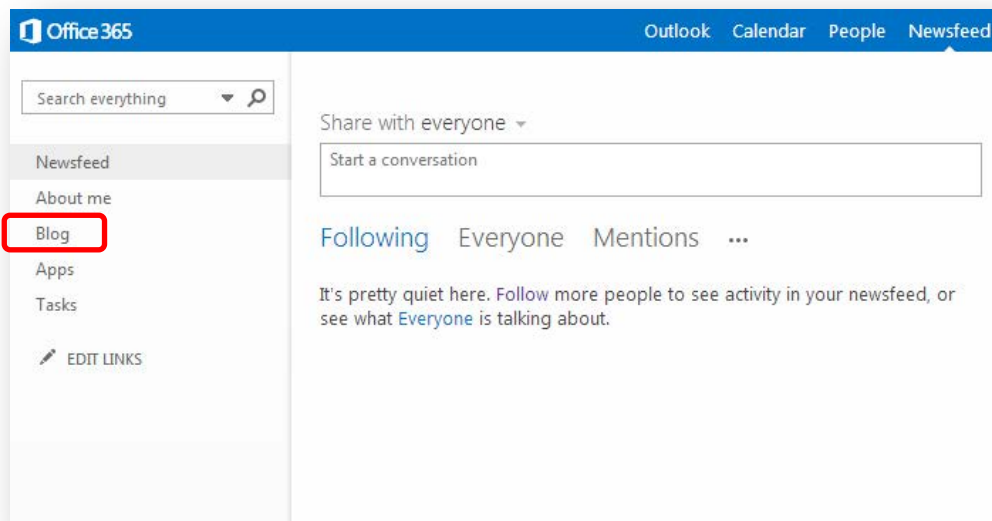 Office 365
Outlook Calendar People Newsfeed
Search everything
Newsfeed
About me
Blog
Apps
Tasks
EDIT LINKS
Share with everyone
Start a conversation
Following Everyone Mentions ...
It's pretty quiet here. Follow more people to see activity in your newsfeed, or
see what Everyone is talking about.